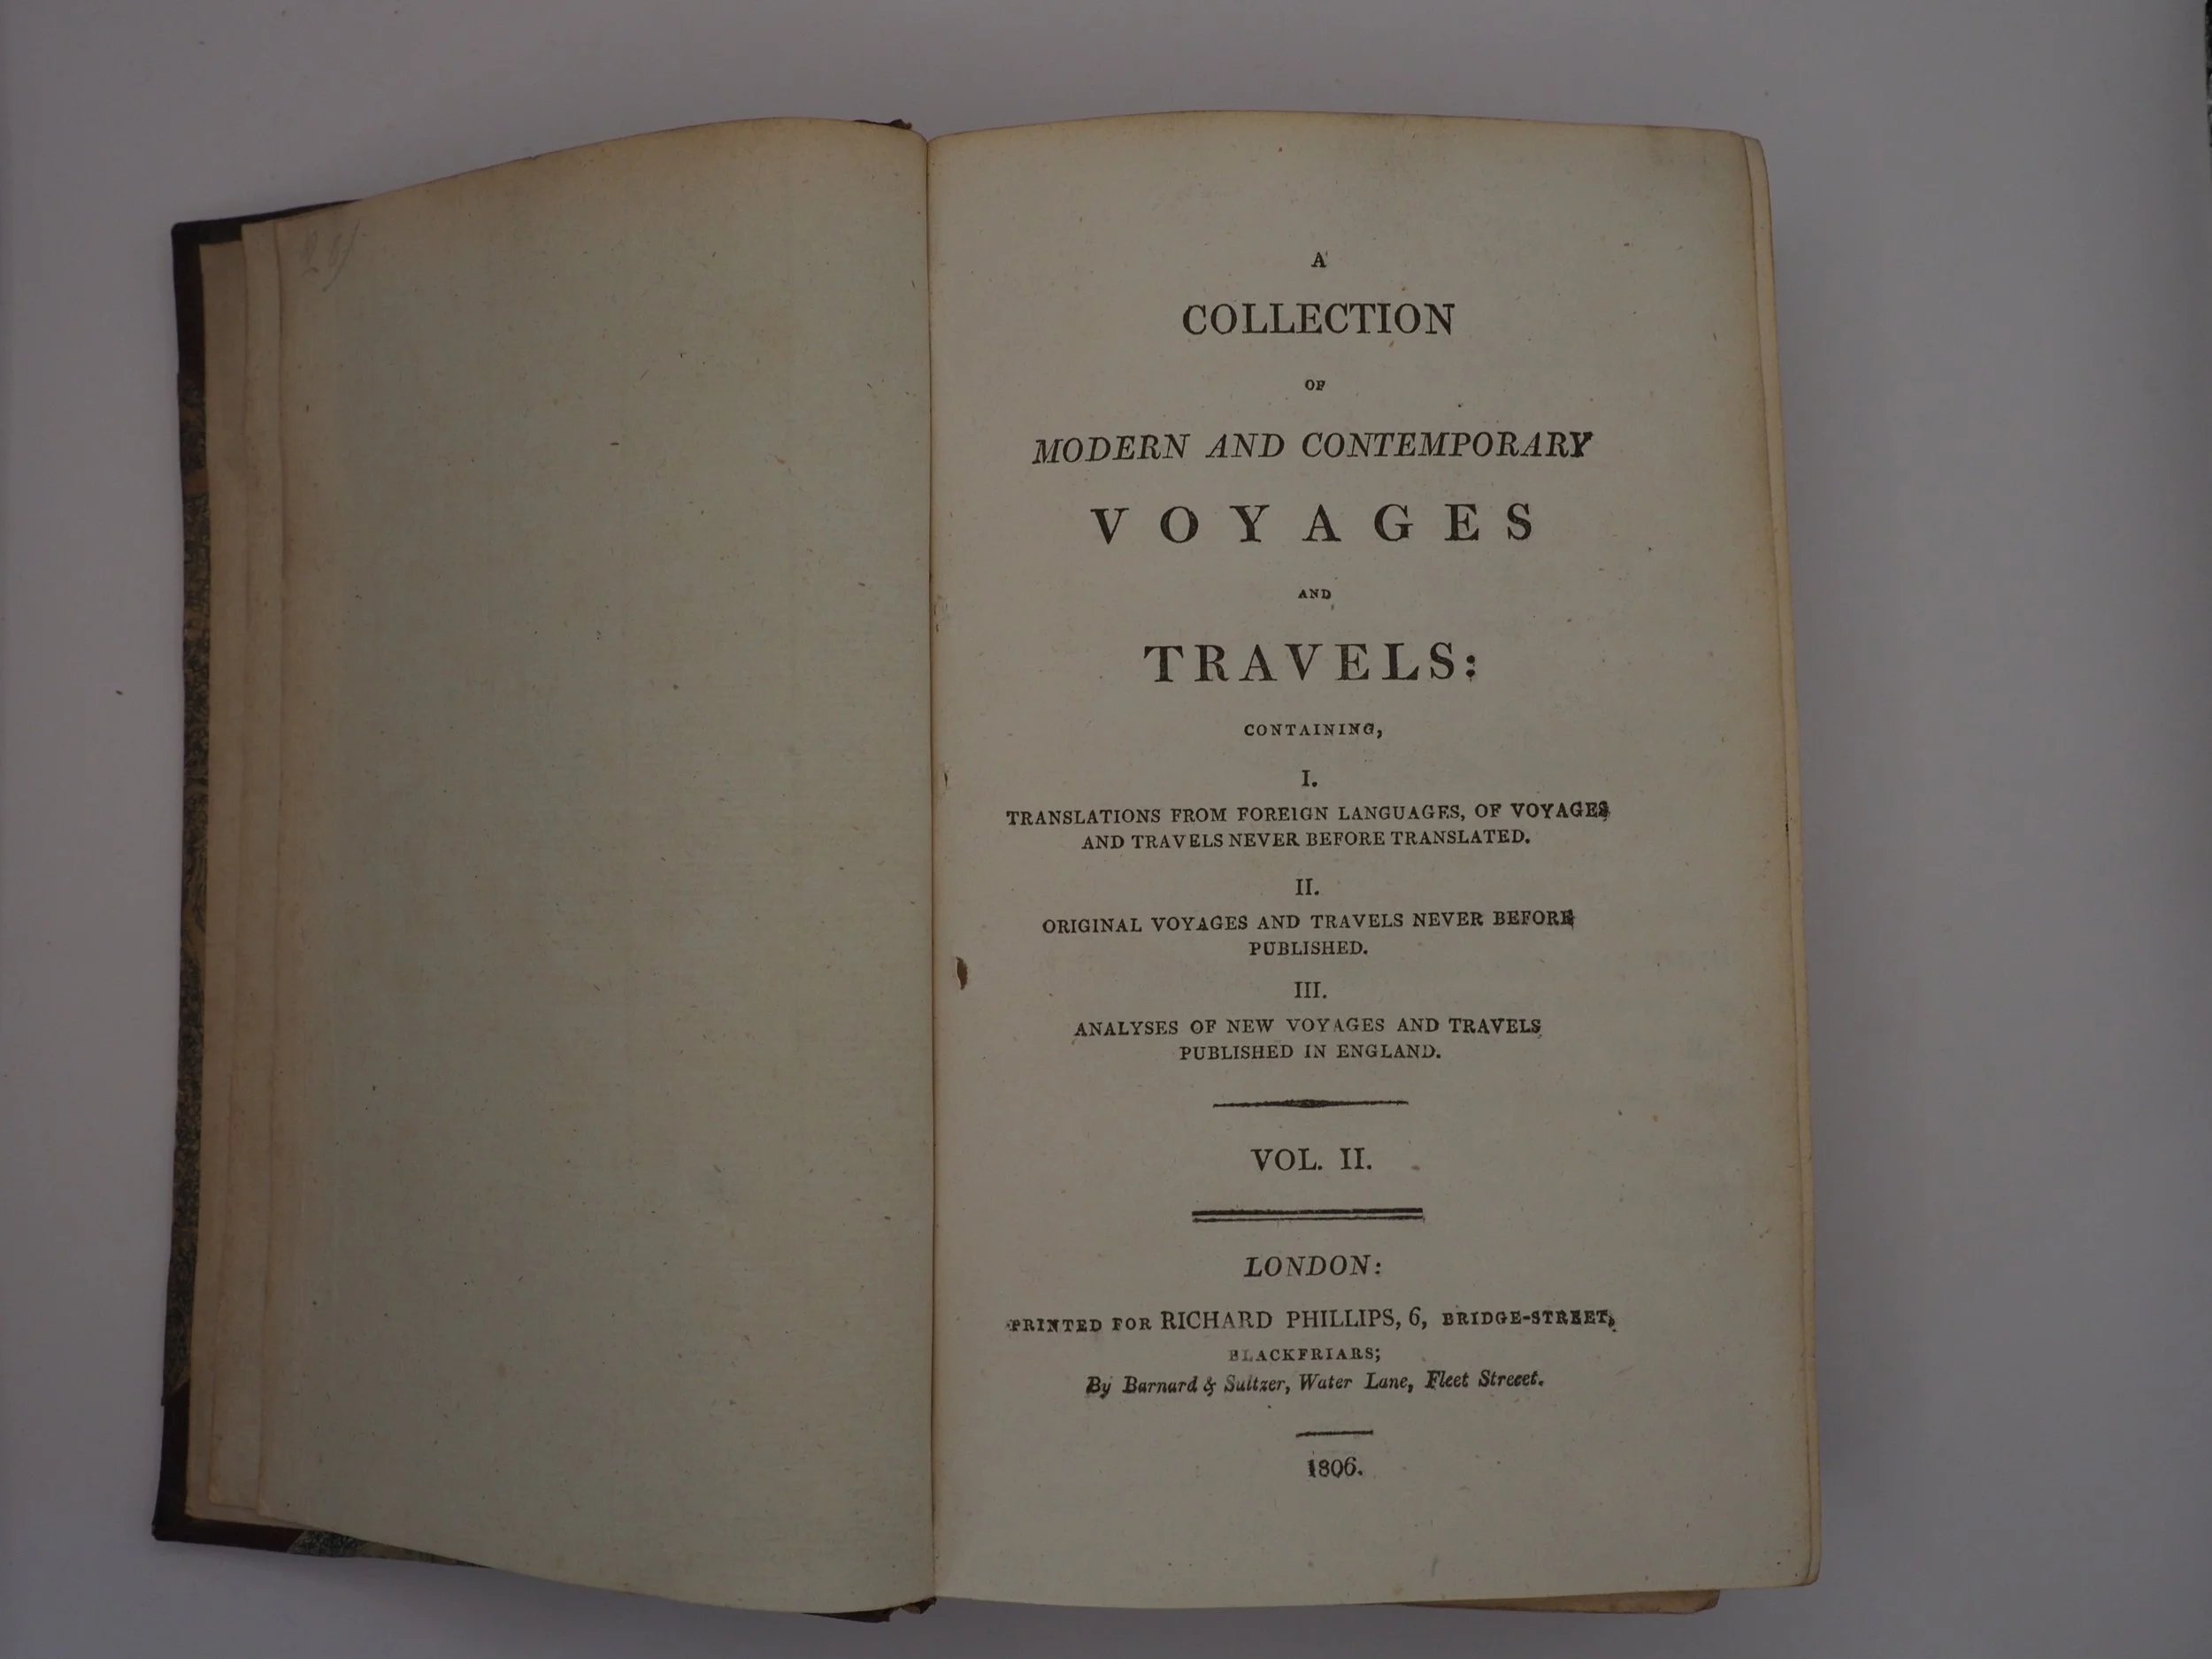 A
COLLECTION
OF
MODERN AND CONTEMPORARY
VOYAGES
AND
TRAVELS:
CONTAINING,
I.
TRANSLATIONS FROM FOREIGN LANGUAGES, OF VOYAGES
AND TRAVELS NEVER BEFORE TRANSLATED.
II.
ORIGINAL VOYAGES AND TRAVELS NEVER BEFORE
PUBLISHED.
III.
ANALYSES OF NEW VOYAGES AND TRAVELS
PUBLISHED IN ENGLAND.
VOL. II.
LONDON:
PRINTED FOR RICHARD PHILLIPS, 6, BRIDGE-STREET,
BLACKFRIARS;
By Barnard & Sultzer, Water Lane, Fleet Streeet.
1806.